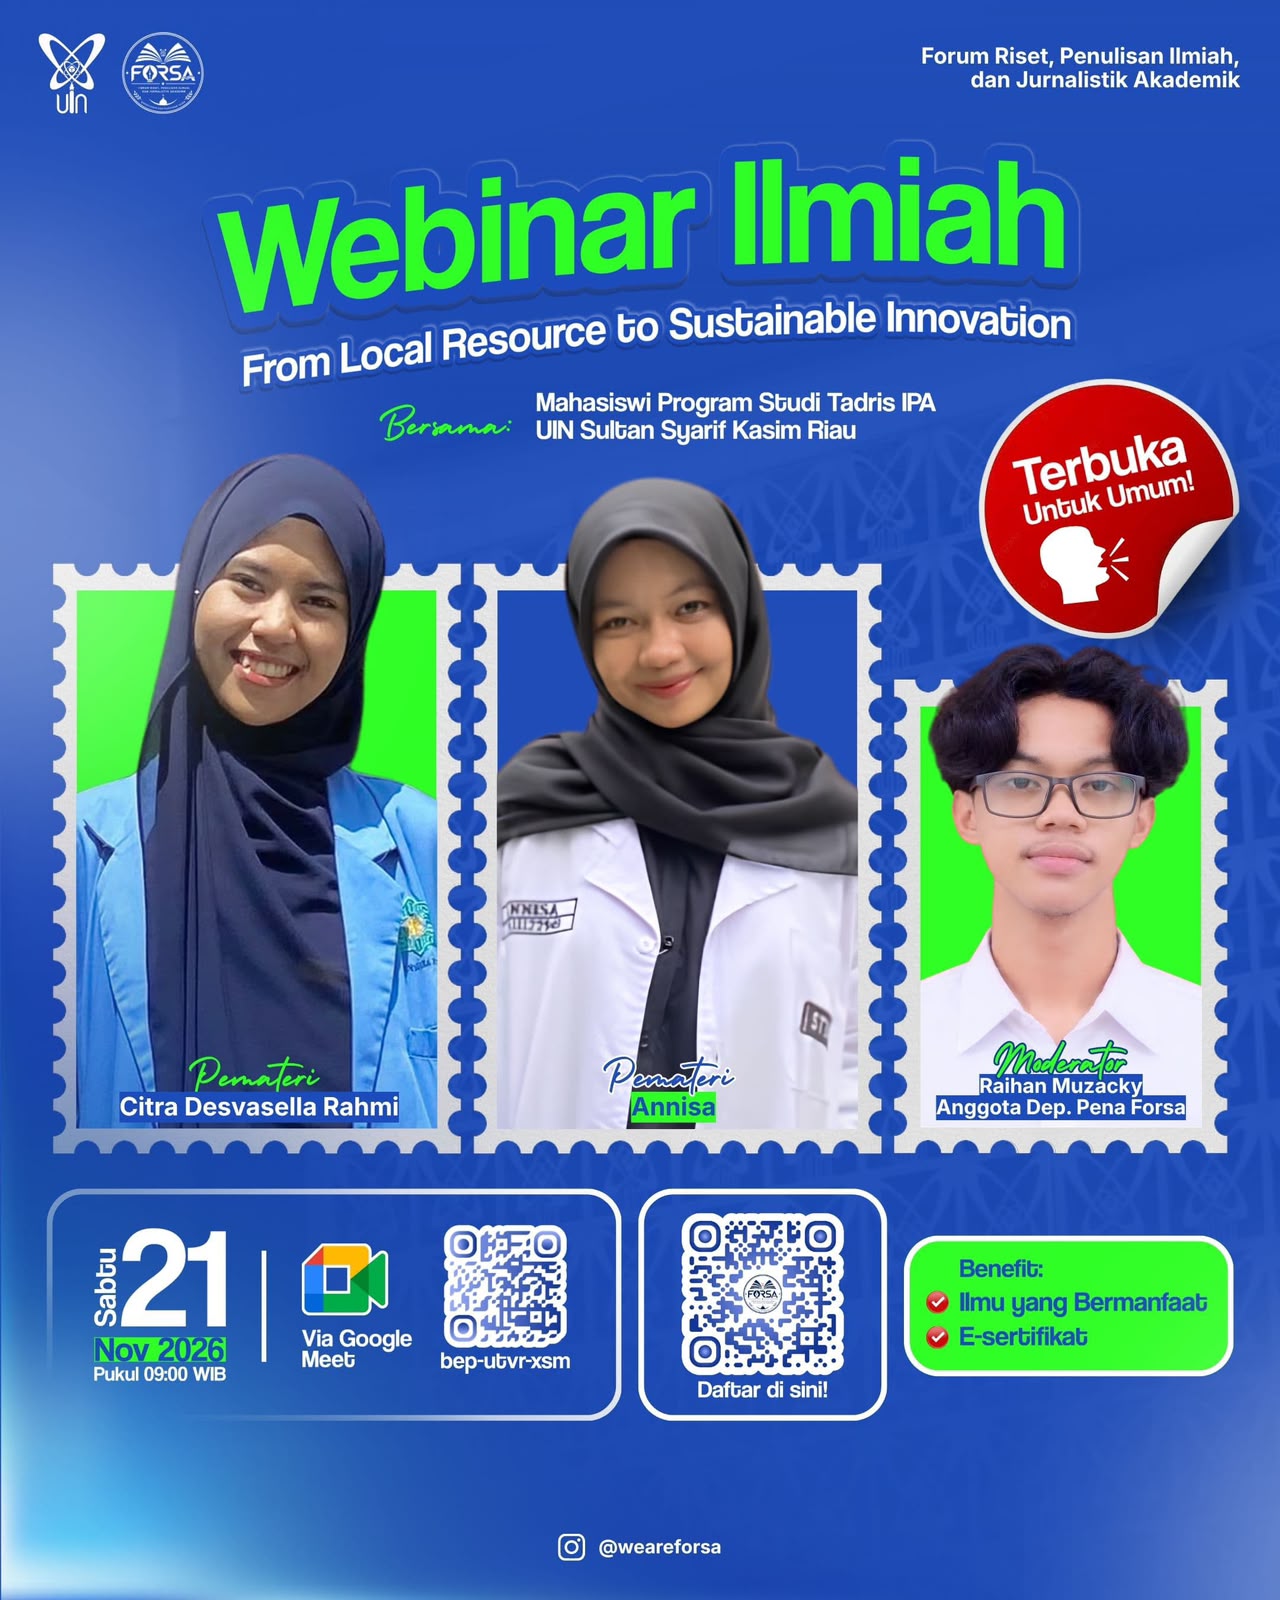 UIN
FORSA
Forum Riset, Penulisan Ilmiah,
dan Jurnalistik Akademik
Webinar Ilmiah
From Local Resource to Sustainable Innovation
Bersama:
Mahasiswi Program Studi Tadris IPA
UIN Sultan Syarif Kasim Riau
Terbuka
Untuk Umum!
NNISA
Pemateri
Citra Desvasella Rahmi
Pemateri
Annisa
Moderator
Raihan Muzacky
Anggota Dep. Pena Forsa
Sabtu
21
Nov 2026
Pukul 09:00 WIB
Via Google
Meet
bep-utvr-xsm
FORSA
Daftar di sini!
Benefit:
Ilmu yang Bermanfaat
E-sertifikat
@weareforsa